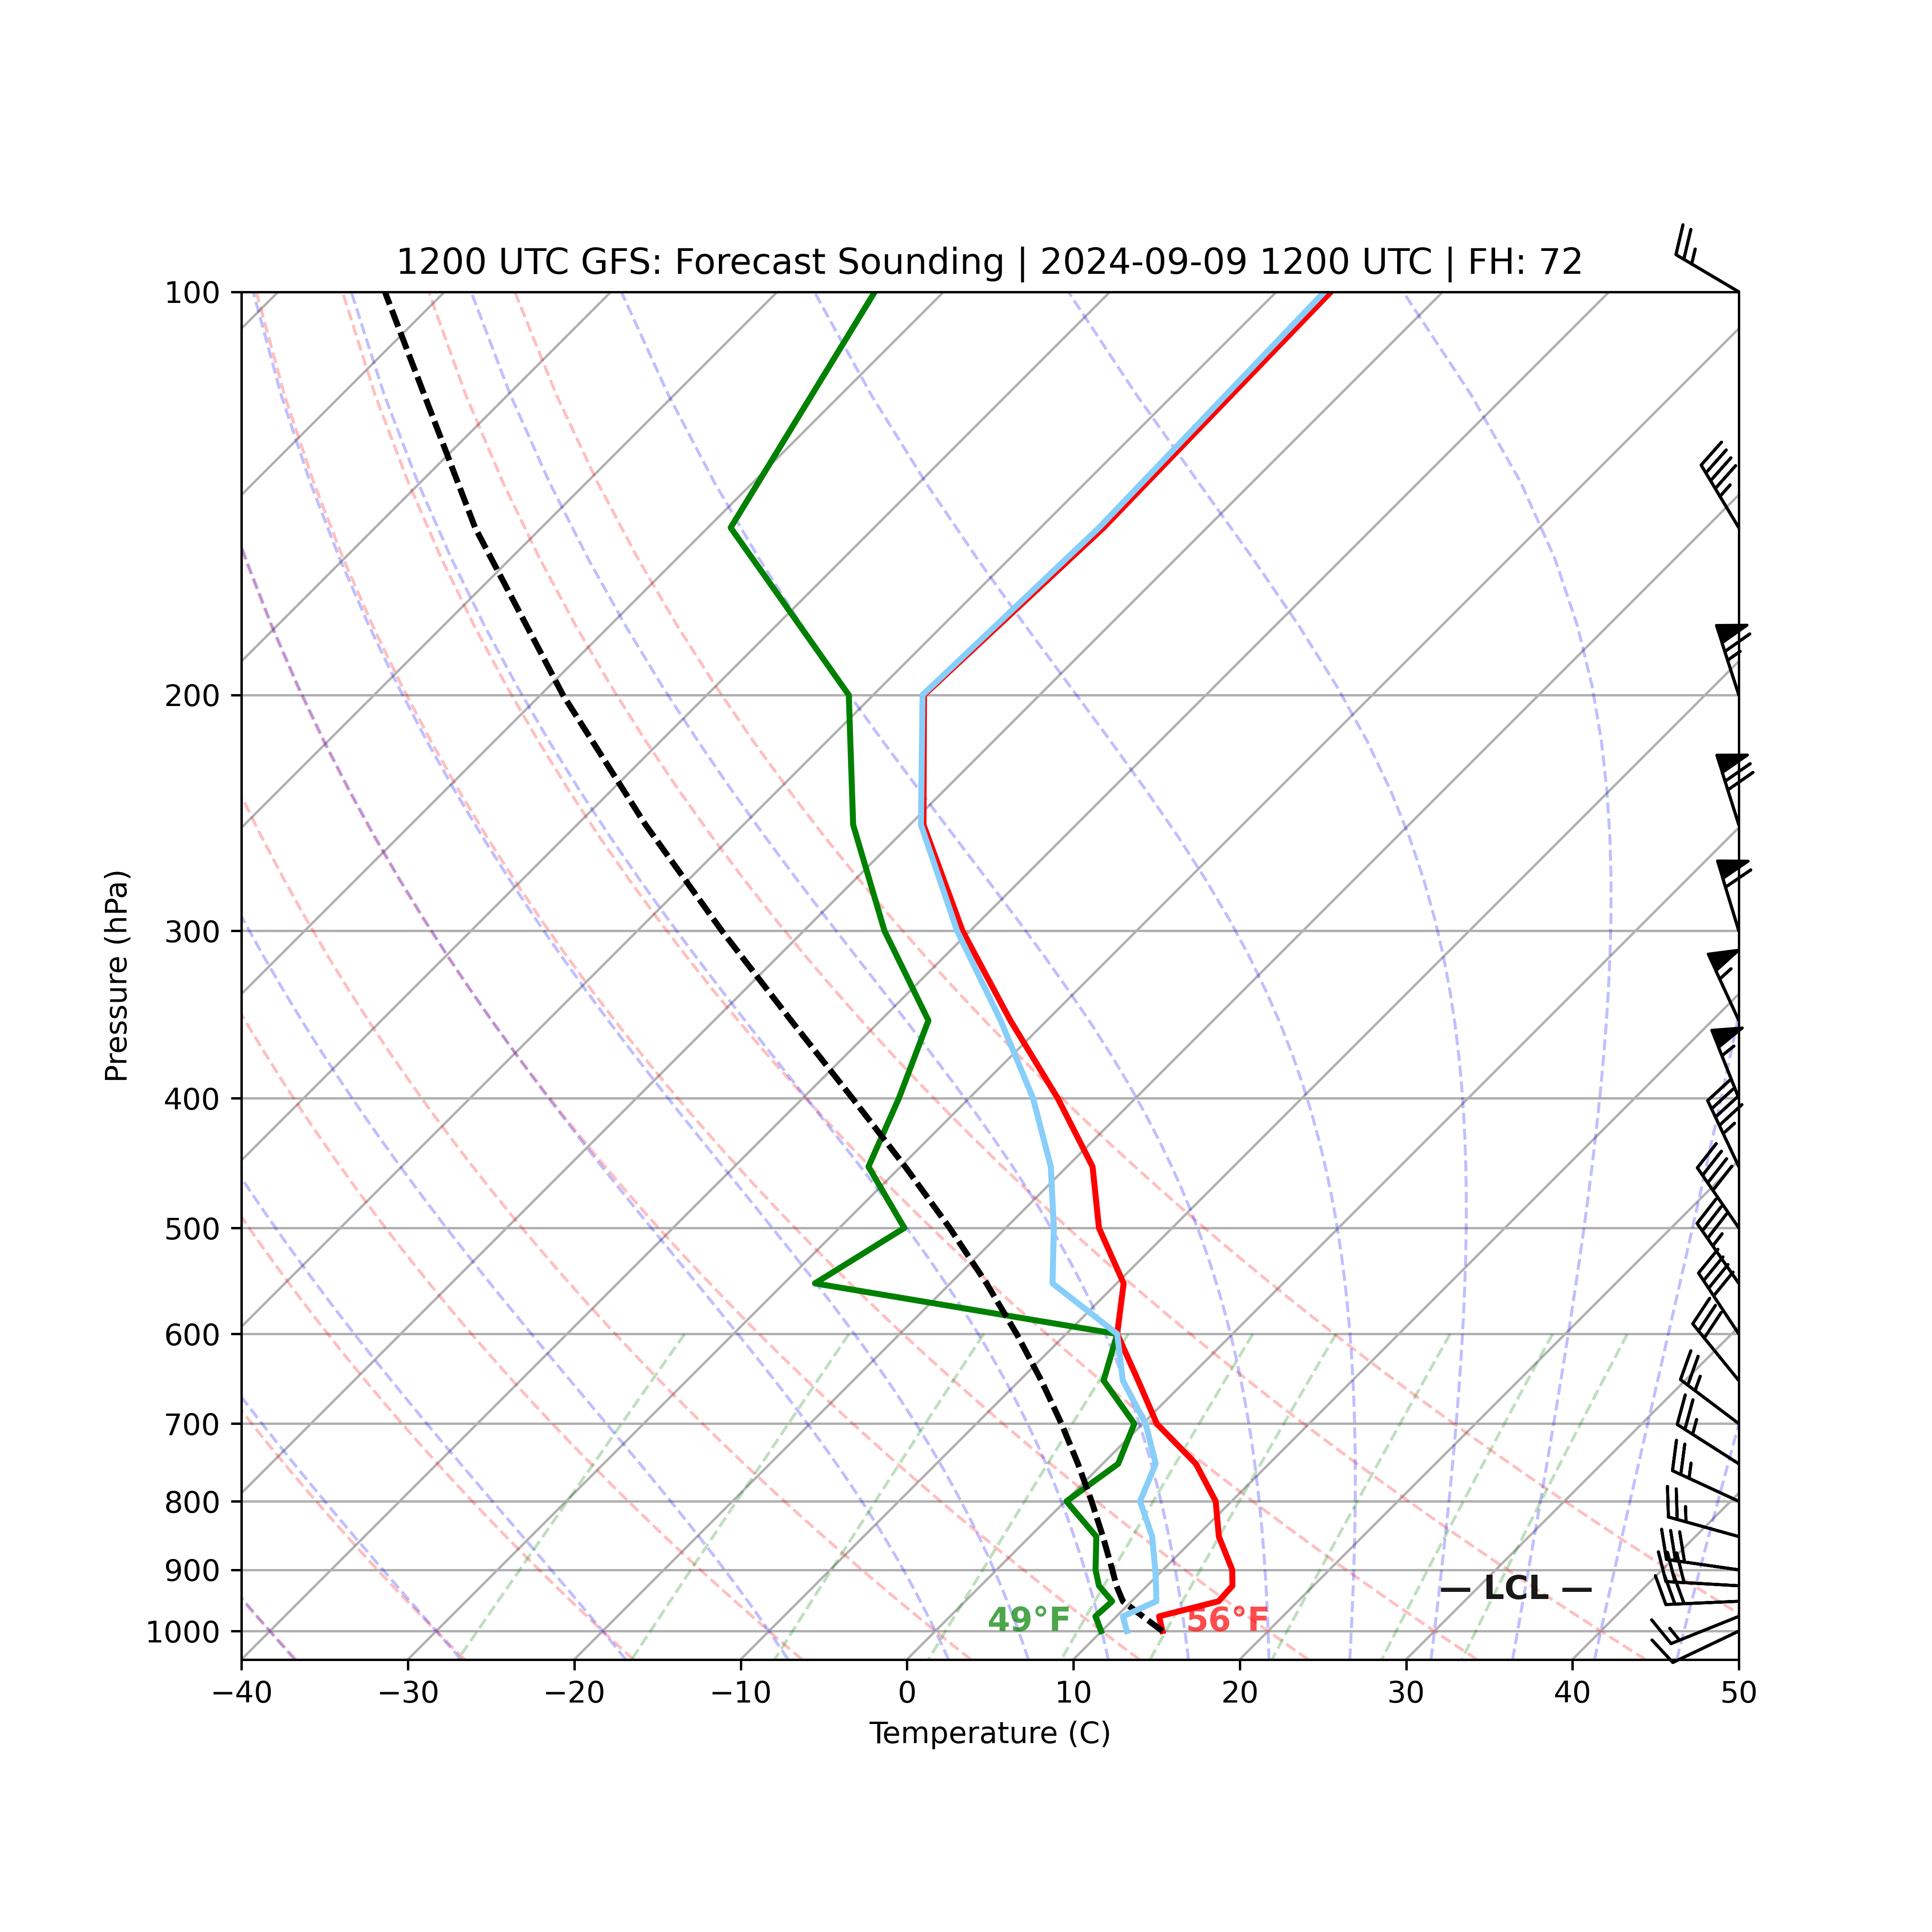 1200 UTC GFS: Forecast Sounding | 2024-09-09 1200 UTC | FH: 72
100
200
300
400
500
600
700
800
900
1000
Pressure (hPa)
— LCL —
49°F
56°F
−40 −30 −20 −10 0 10 20 30 40 50
Temperature (C)